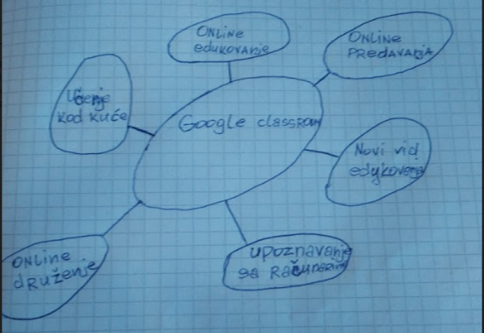 ONLINE
edukovanje
ONLINE
PREDAVANJA
Učenje
kod kuće
Google classroom
Novi vid
edukovanja
ONLINE
druženje
upoznavanje
sa računarom